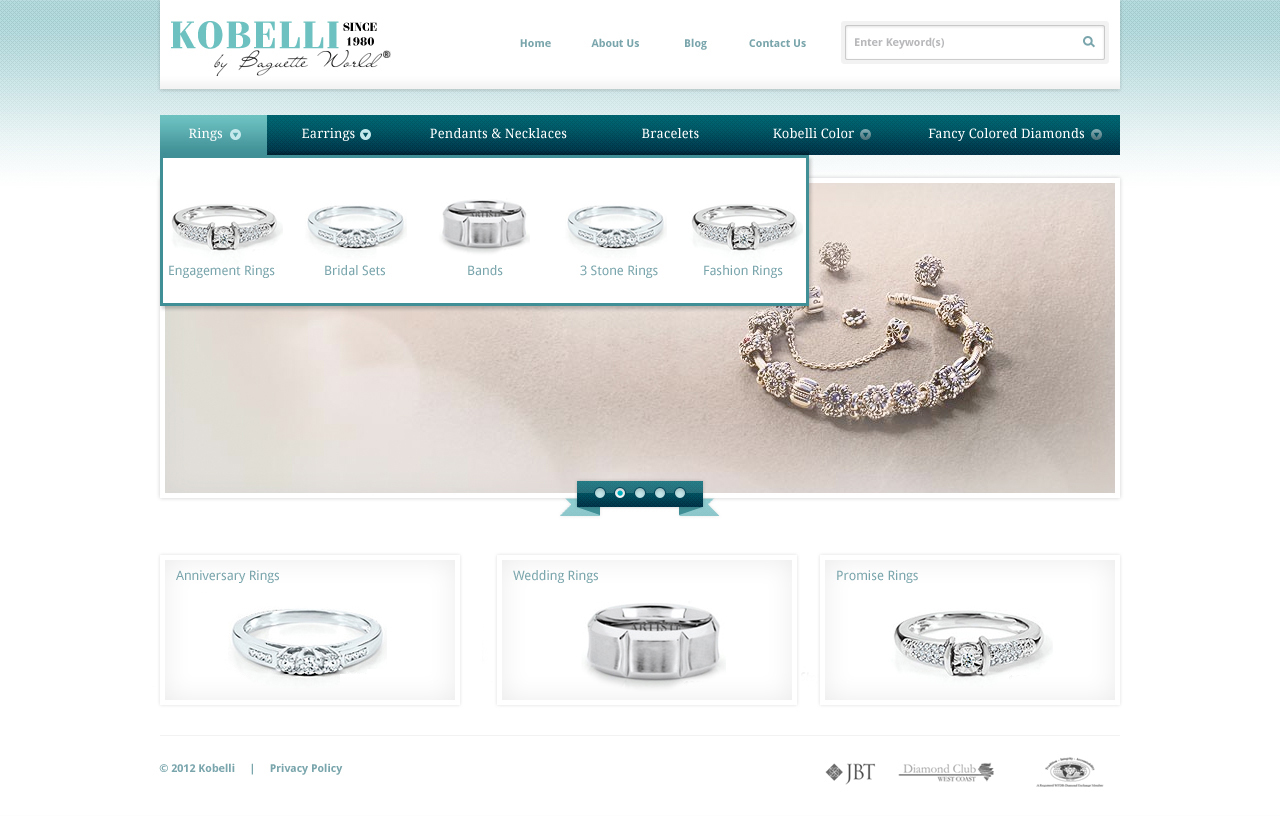 KOBELLI SINCE 1980
by Baguette World®
Home About Us Blog Contact Us
Enter Keyword(s)
Rings Earrings Pendants & Necklaces Bracelets Kobelli Color Fancy Colored Diamonds
Engagement Rings Bridal Sets Bands 3 Stone Rings Fashion Rings
Anniversary Rings Wedding Rings Promise Rings
ARTIST
© 2012 Kobelli | Privacy Policy
JBT
Diamond Club
WEST COAST